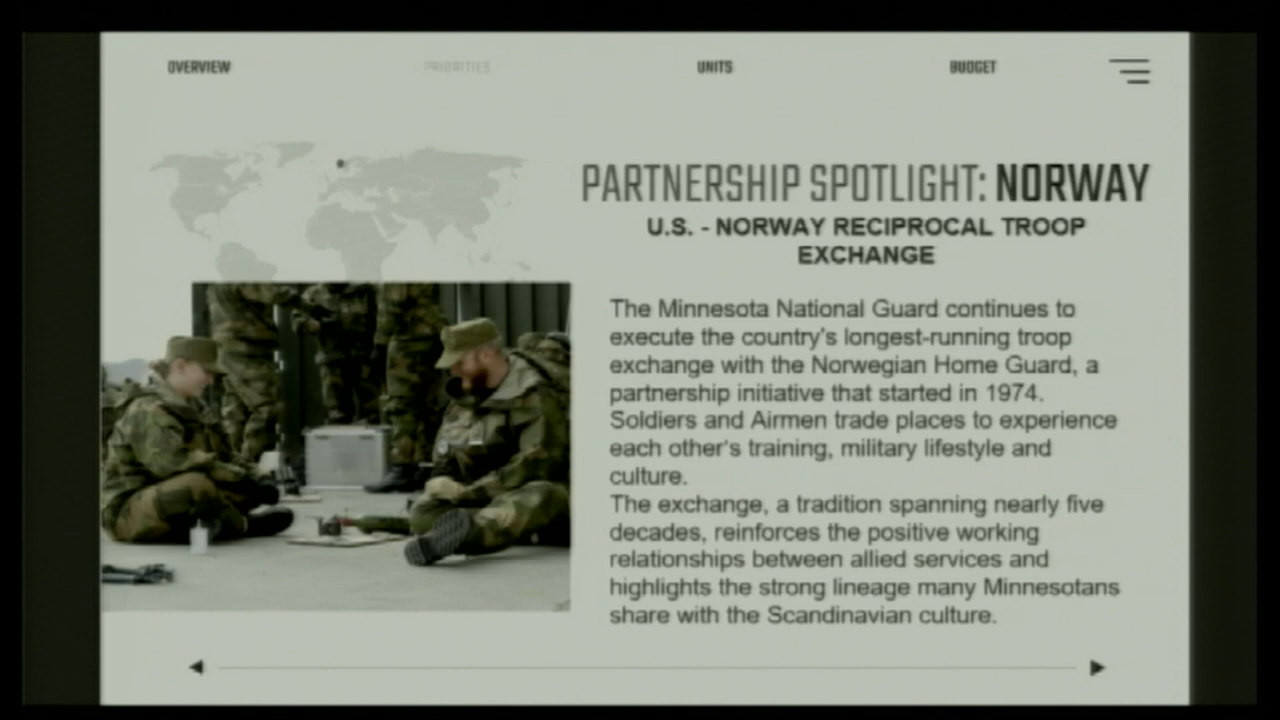 OVERVIEW
PRIORITIES
UNITS
BUDGET
PARTNERSHIP SPOTLIGHT: NORWAY
U.S. - NORWAY RECIPROCAL TROOP
EXCHANGE
The Minnesota National Guard continues to
execute the country's longest-running troop
exchange with the Norwegian Home Guard, a
partnership initiative that started in 1974.
Soldiers and Airmen trade places to experience
each other's training, military lifestyle and
culture.
The exchange, a tradition spanning nearly five
decades, reinforces the positive working
relationships between allied services and
highlights the strong lineage many Minnesotans
share with the Scandinavian culture.